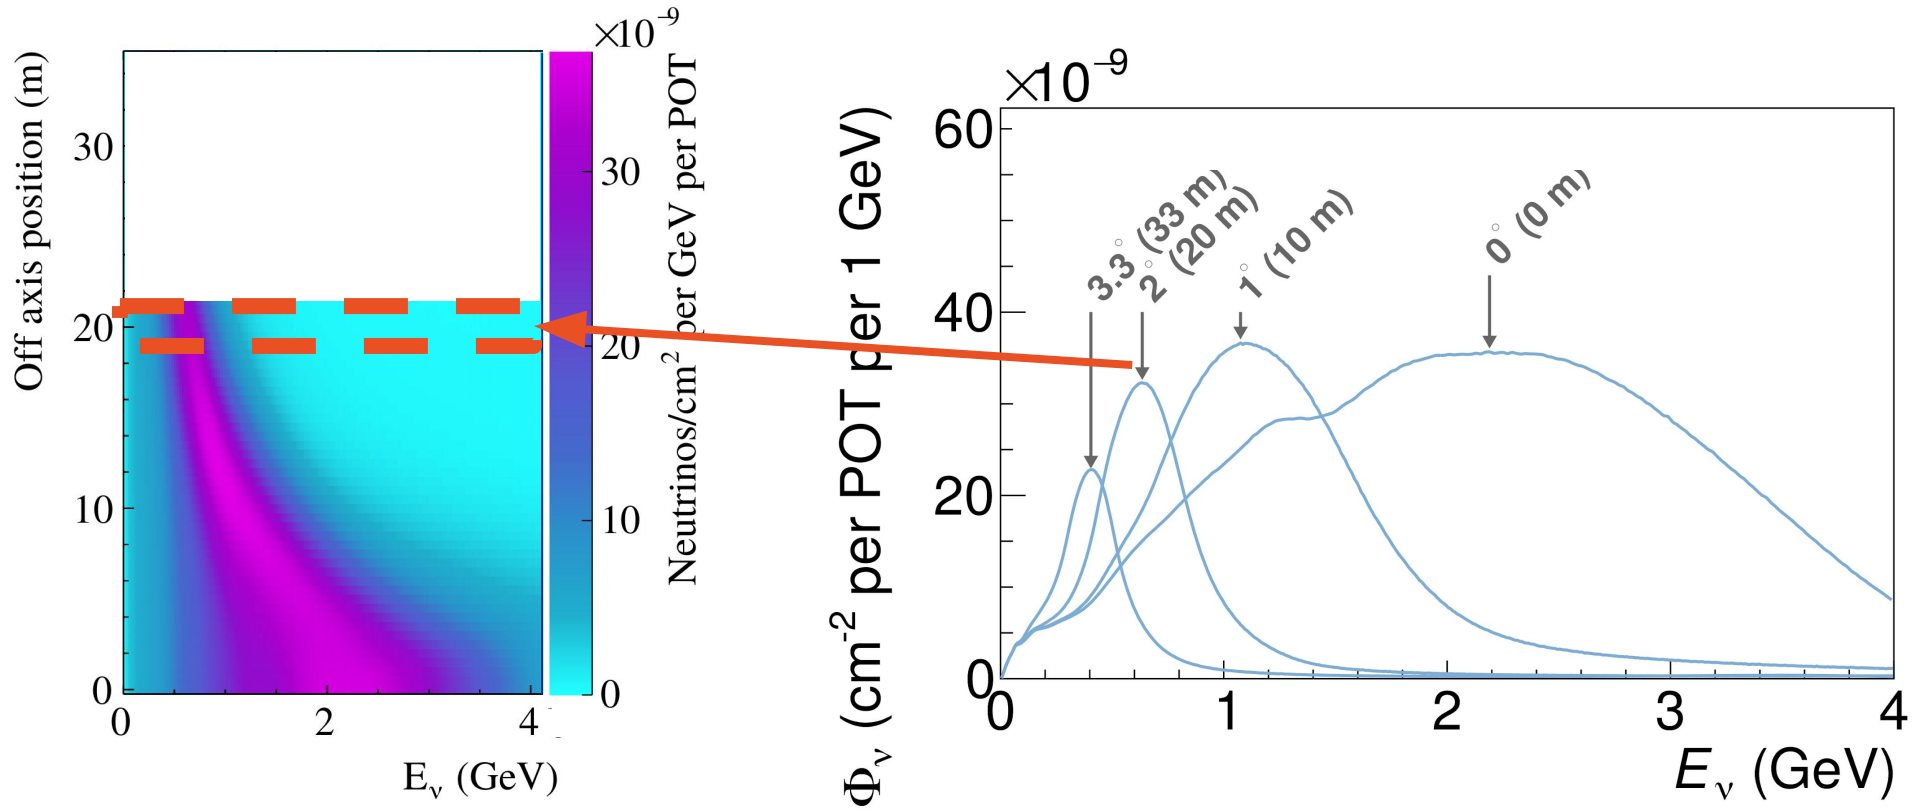 ×10⁻⁹
Off axis position (m)
30
20
10
0
0
2
4
E_ν (GeV)
30
20
10
0
Neutrinos/cm² per GeV per POT
×10⁻⁹
Φ_ν (cm⁻² per POT per 1 GeV)
60
40
20
0
3.3° (33 m)
2° (20 m)
1° (10 m)
0° (0 m)
0
1
2
3
4
E_ν (GeV)